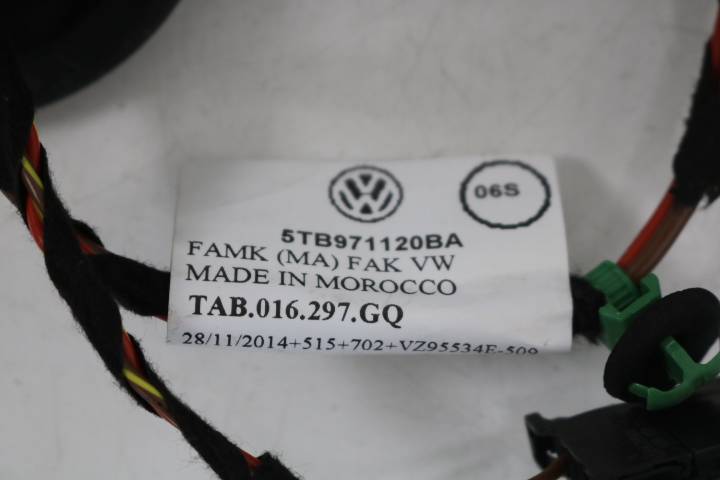 06S
5TB971120BA
FAMK (MA) FAK VW
MADE IN MOROCCO
TAB.016.297.GQ
28/11/2014+515+702+VZ95534E-509